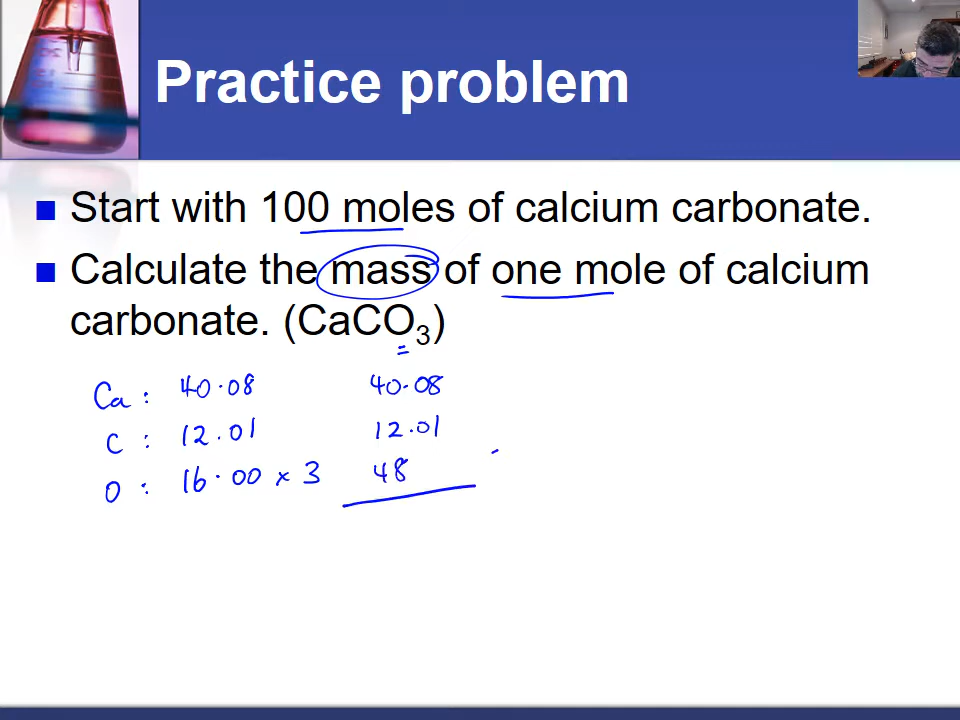 Practice problem
Start with 100 moles of calcium carbonate.
Calculate the mass of one mole of calcium
carbonate. (CaCO₃)
Ca : 40.08 40.08
C : 12.01 12.01
O : 16.00 x 3 48